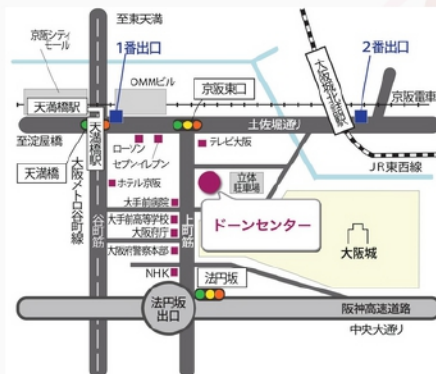 至東天満
京阪シティ
モール
1番出口
2番出口
OMMビル
京阪東口
大阪城北詰駅
京阪電車
天満橋駅
天満橋駅
土佐堀通り
至淀屋橋
天満橋
ローソン
セブンイレブン
テレビ大阪
JR東西線
大阪メトロ谷町線
ホテル京阪
立体
駐車場
大手前病院
ドーンセンター
谷町筋
大手前高等学校
上町筋
大阪府庁
大阪府警察本部
大阪城
NHK
法円坂
法円坂
出口
阪神高速道路
中央大通り